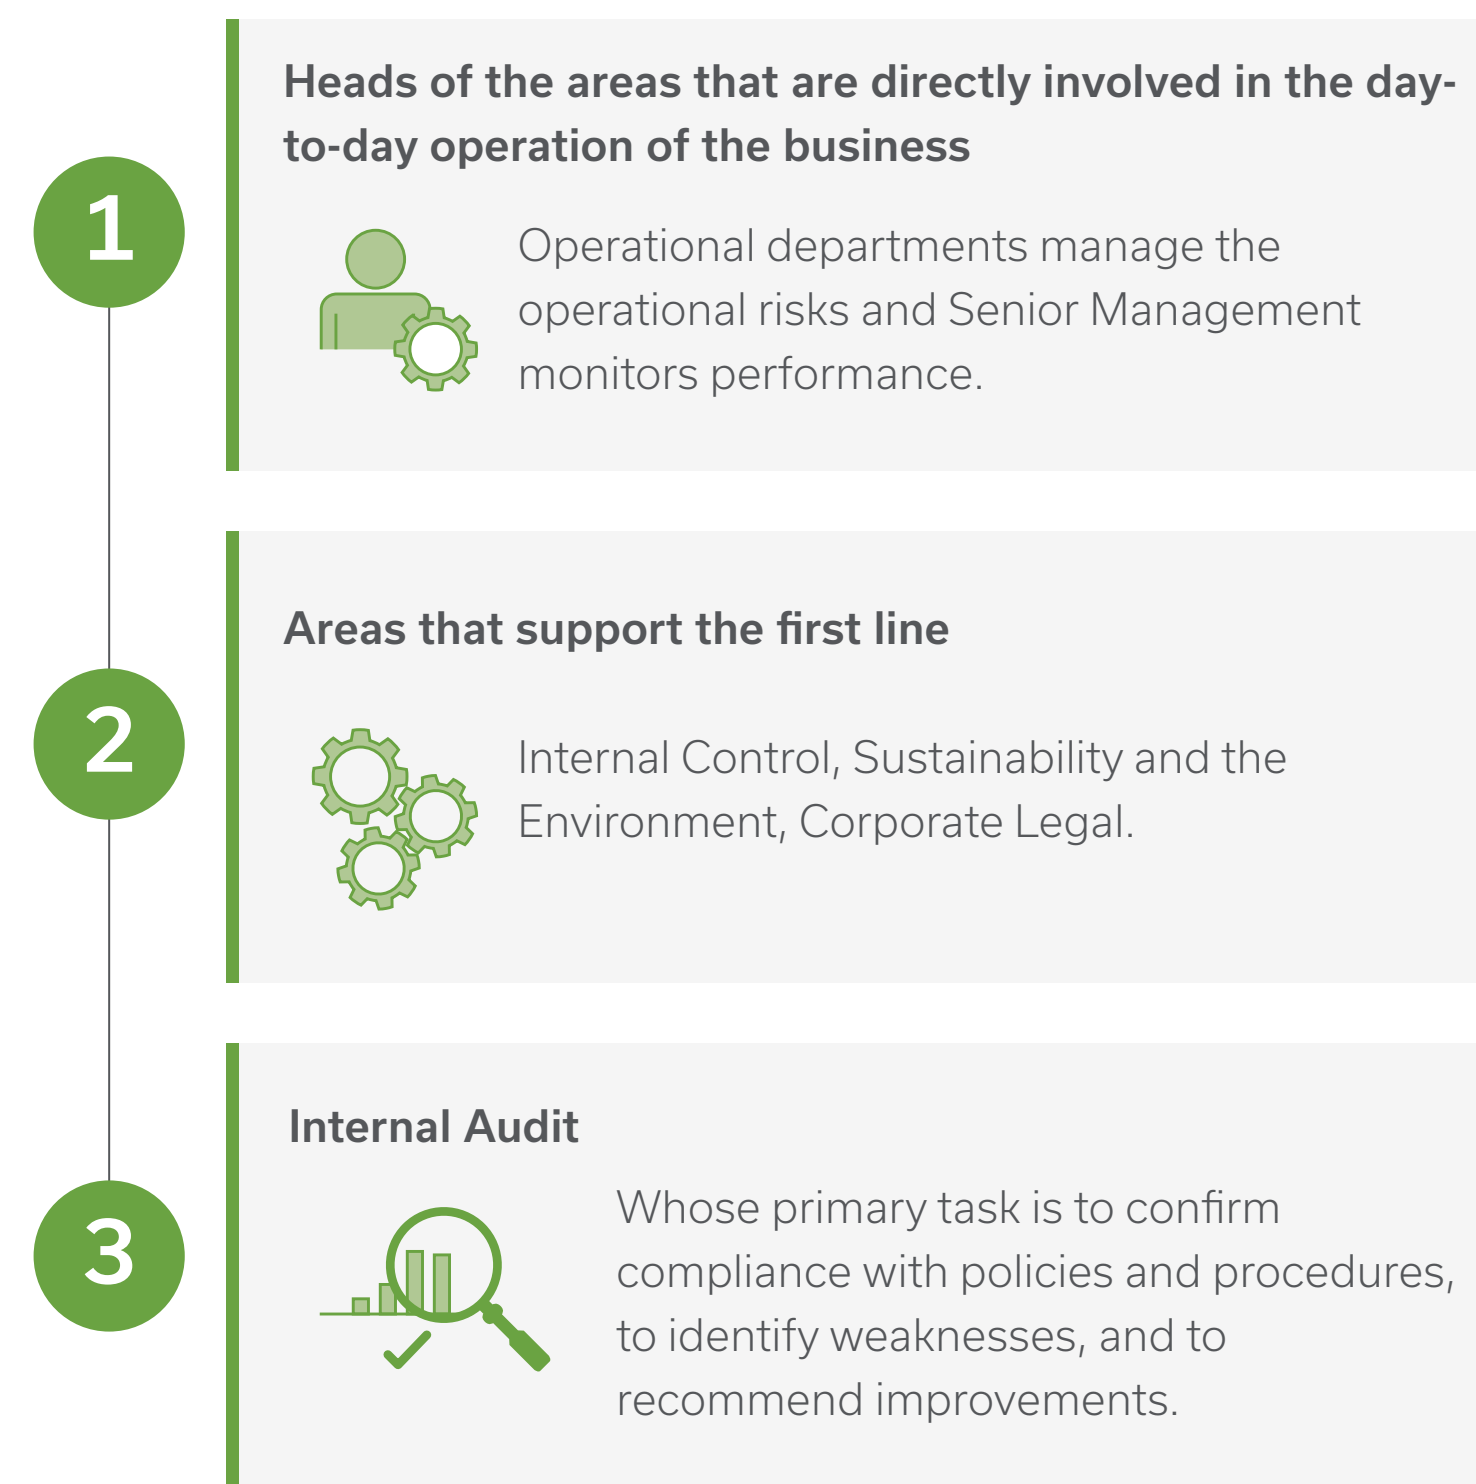 1
Heads of the areas that are directly involved in the day-
to-day operation of the business
Operational departments manage the
operational risks and Senior Management
monitors performance.
2
Areas that support the first line
Internal Control, Sustainability and the
Environment, Corporate Legal.
3
Internal Audit
Whose primary task is to confirm
compliance with policies and procedures,
to identify weaknesses, and to
recommend improvements.